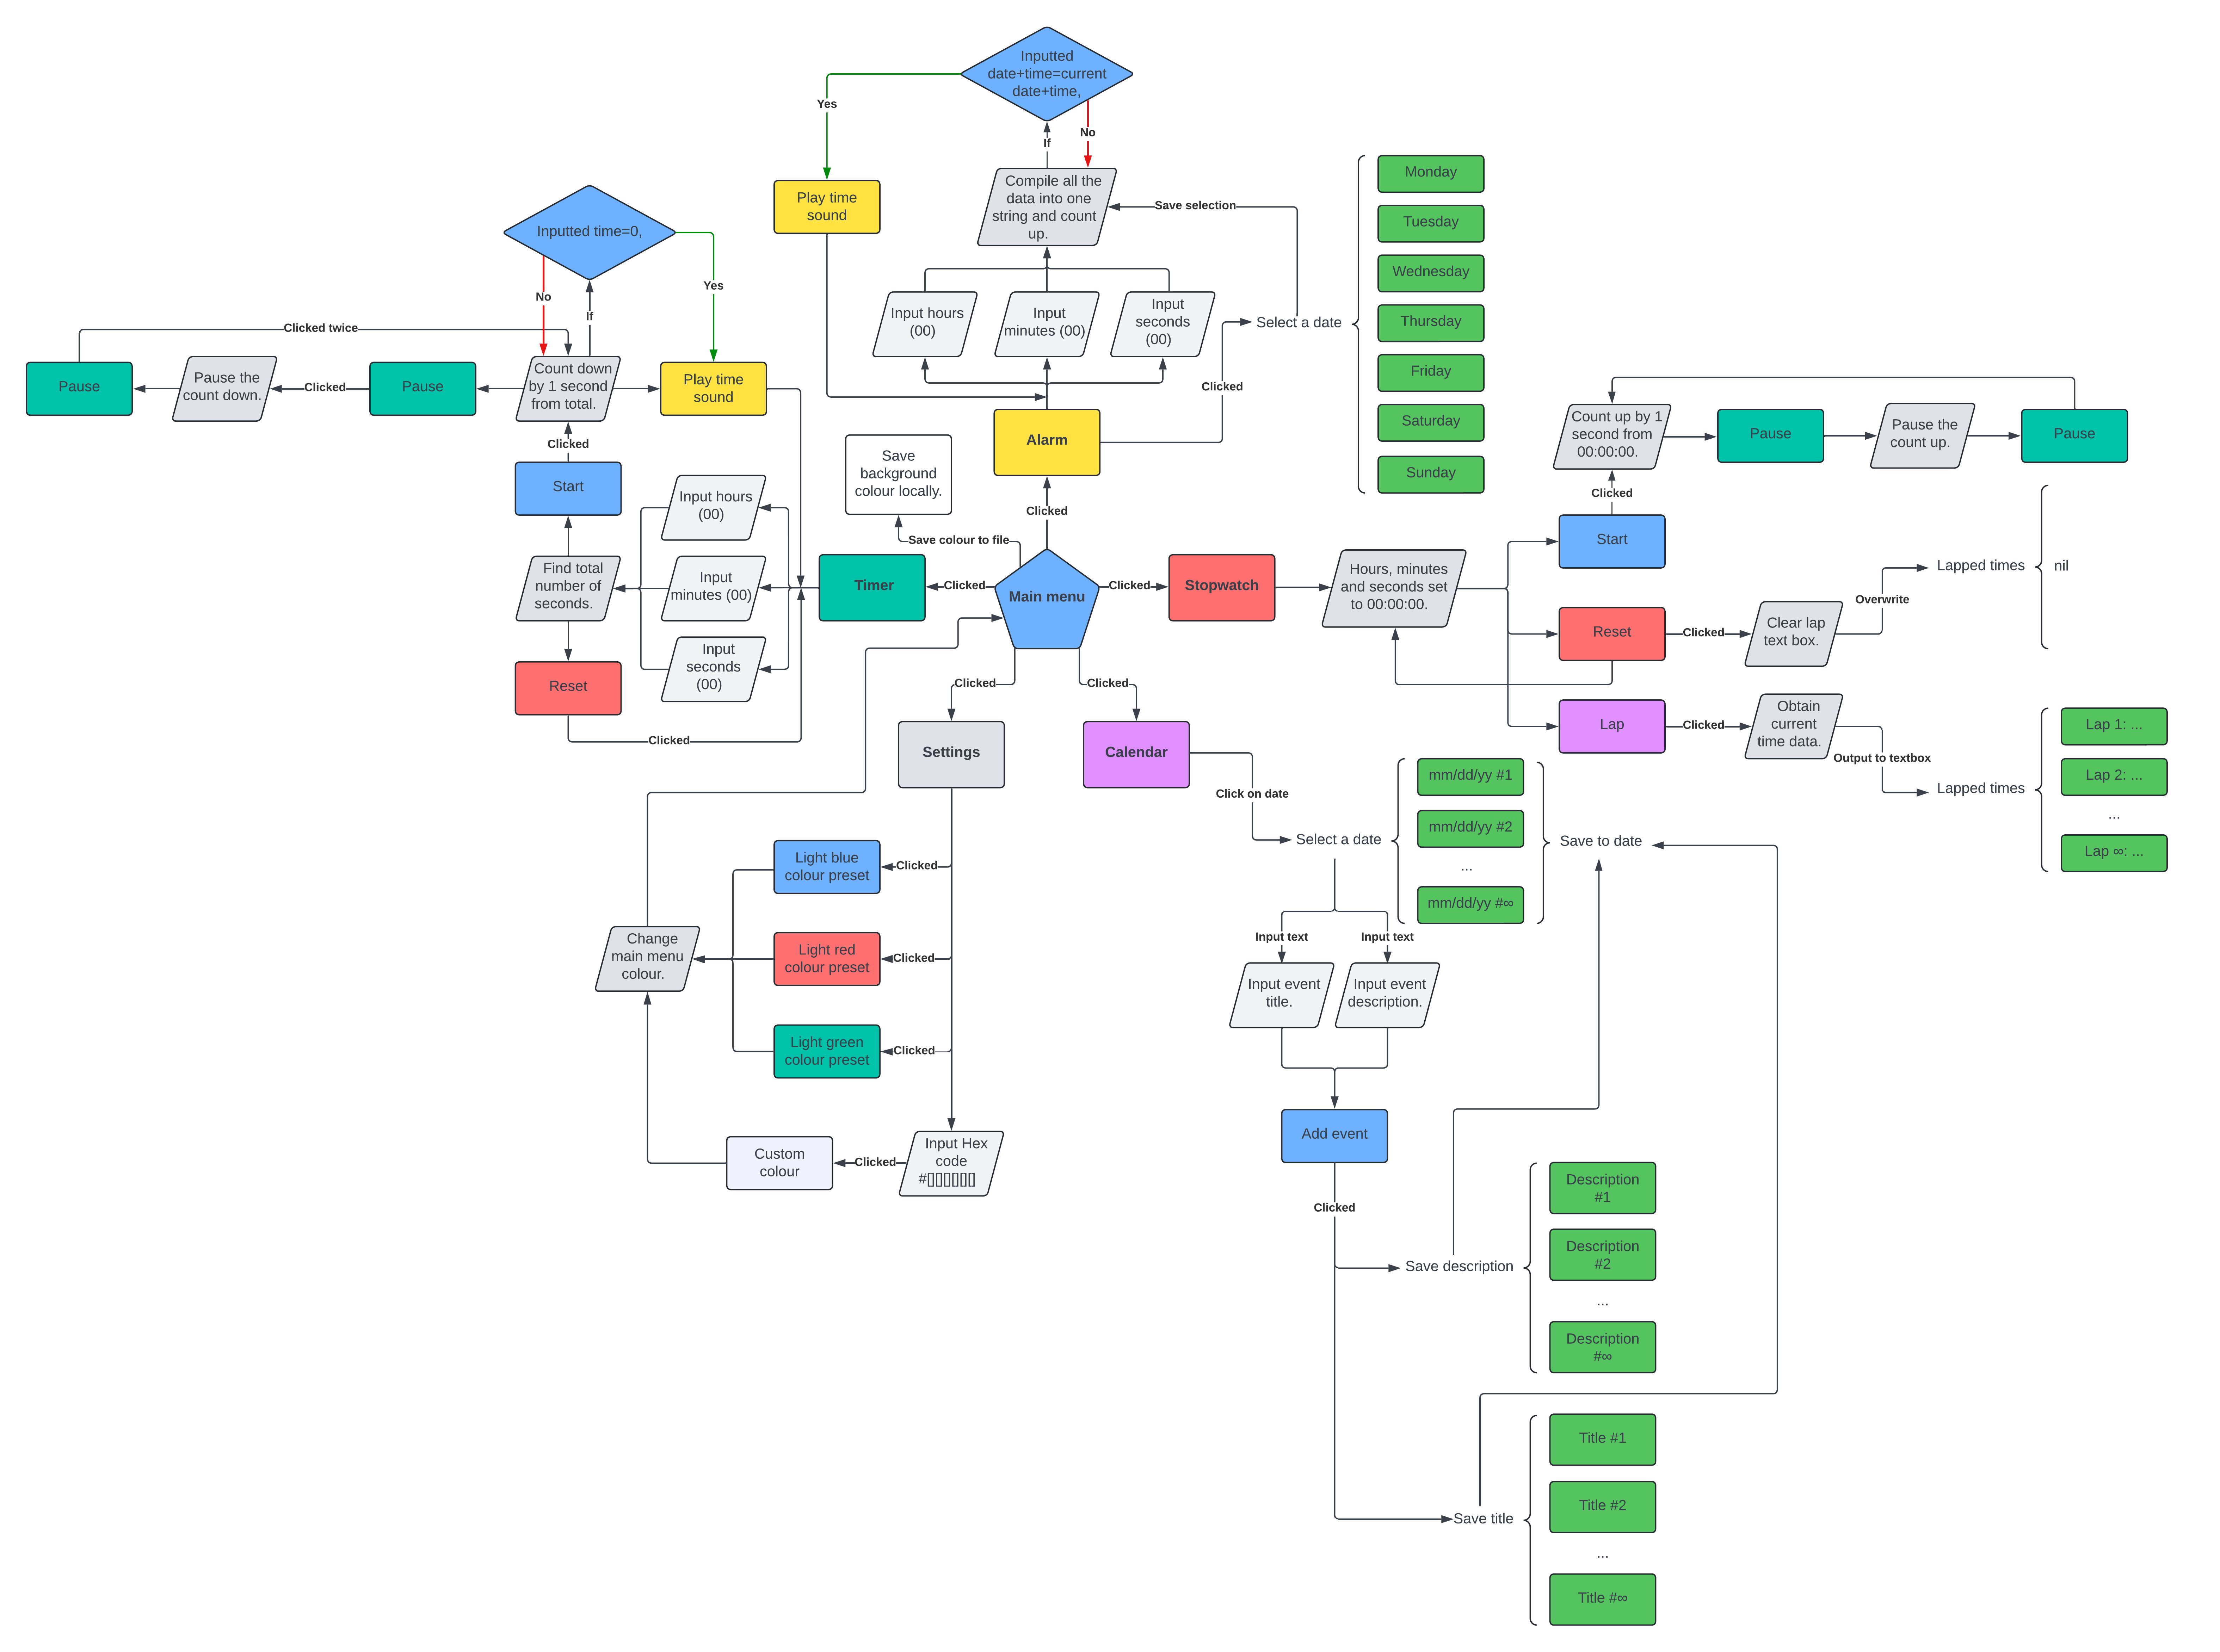 Inputted
date+time=current
date+time,
Yes
No
If
Play time
sound
Compile all the
data into one
string and count
up.
Save selection
Input hours
(00)
Input
minutes (00)
Input
seconds
(00)
Select a date
Monday
Tuesday
Wednesday
Thursday
Friday
Saturday
Sunday
Clicked
Alarm
Clicked
Inputted time=0,
No
If
Yes
Clicked twice
Pause
Pause the
count down.
Clicked
Pause
Count down
by 1 second
from total.
Play time
sound
Clicked
Start
Find total
number of
seconds.
Reset
Clicked
Input hours
(00)
Input
minutes (00)
Input
seconds
(00)
Timer
Clicked
Save
background
colour locally.
Save colour to file
Main menu
Clicked
Stopwatch
Hours, minutes
and seconds set
to 00:00:00.
Count up by 1
second from
00:00:00.
Pause
Pause the
count up.
Pause
Clicked
Start
Reset
Clicked
Clear lap
text box.
Overwrite
Lapped times
nil
Lap
Clicked
Obtain
current
time data.
Output to textbox
Lapped times
Lap 1: ...
Lap 2: ...
...
Lap ∞: ...
Clicked
Settings
Clicked
Calendar
Click on date
Select a date
mm/dd/yy #1
mm/dd/yy #2
...
mm/dd/yy #∞
Save to date
Input text
Input text
Input event
title.
Input event
description.
Add event
Clicked
Save description
Description
#1
Description
#2
...
Description
#∞
Save title
Title #1
Title #2
...
Title #∞
Light blue
colour preset
Clicked
Light red
colour preset
Clicked
Light green
colour preset
Clicked
Change
main menu
colour.
Custom
colour
Clicked
Input Hex
code
#[][][][][][]